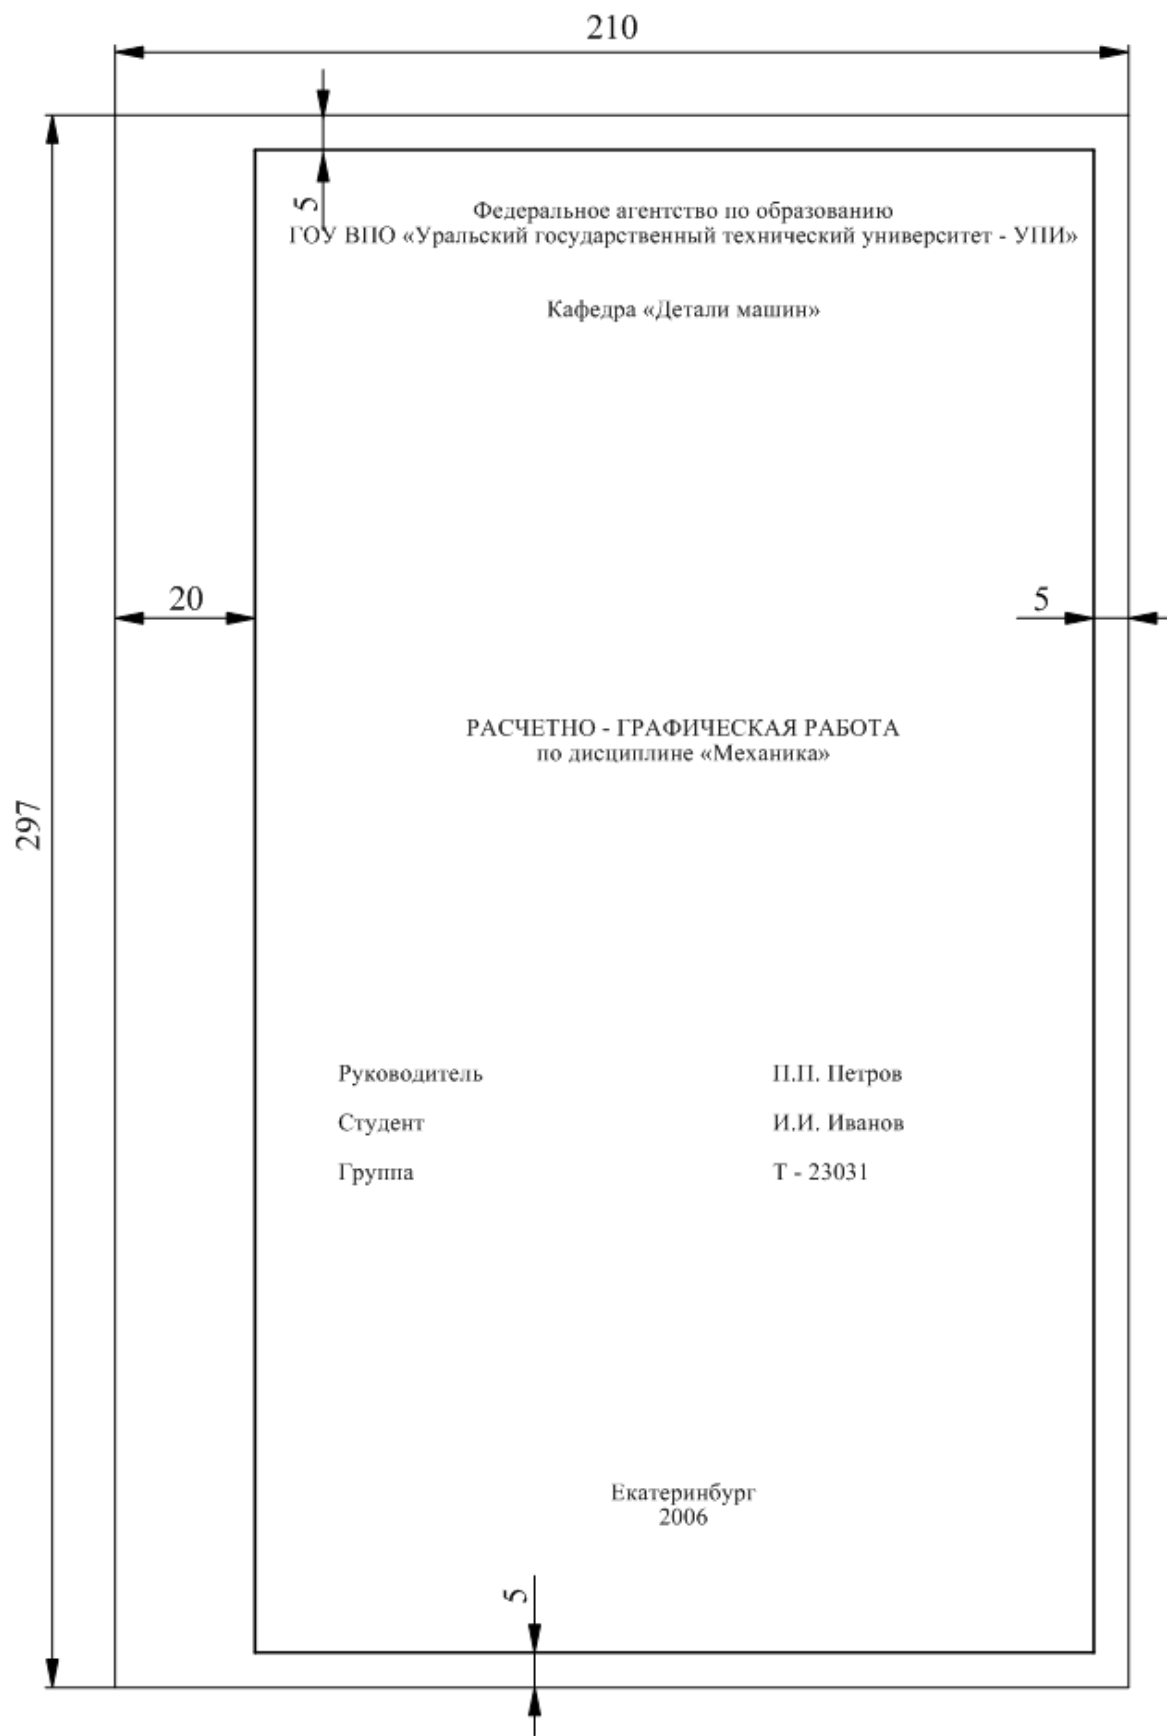 210
5
Федеральное агентство по образованию
ГОУ ВПО «Уральский государственный технический университет - УПИ»
Кафедра «Детали машин»
20
5
РАСЧЕТНО - ГРАФИЧЕСКАЯ РАБОТА
по дисциплине «Механика»
297
Руководитель П.П. Петров
Студент И.И. Иванов
Группа Т - 23031
Екатеринбург
2006
5